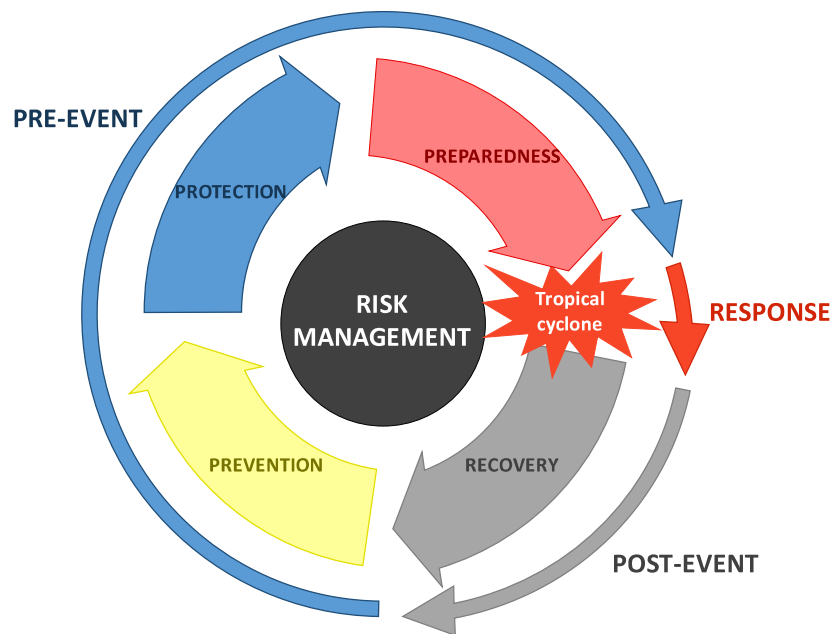 PRE-EVENT
PREPAREDNESS
PROTECTION
RISK
MANAGEMENT
Tropical
cyclone
RESPONSE
PREVENTION
RECOVERY
POST-EVENT